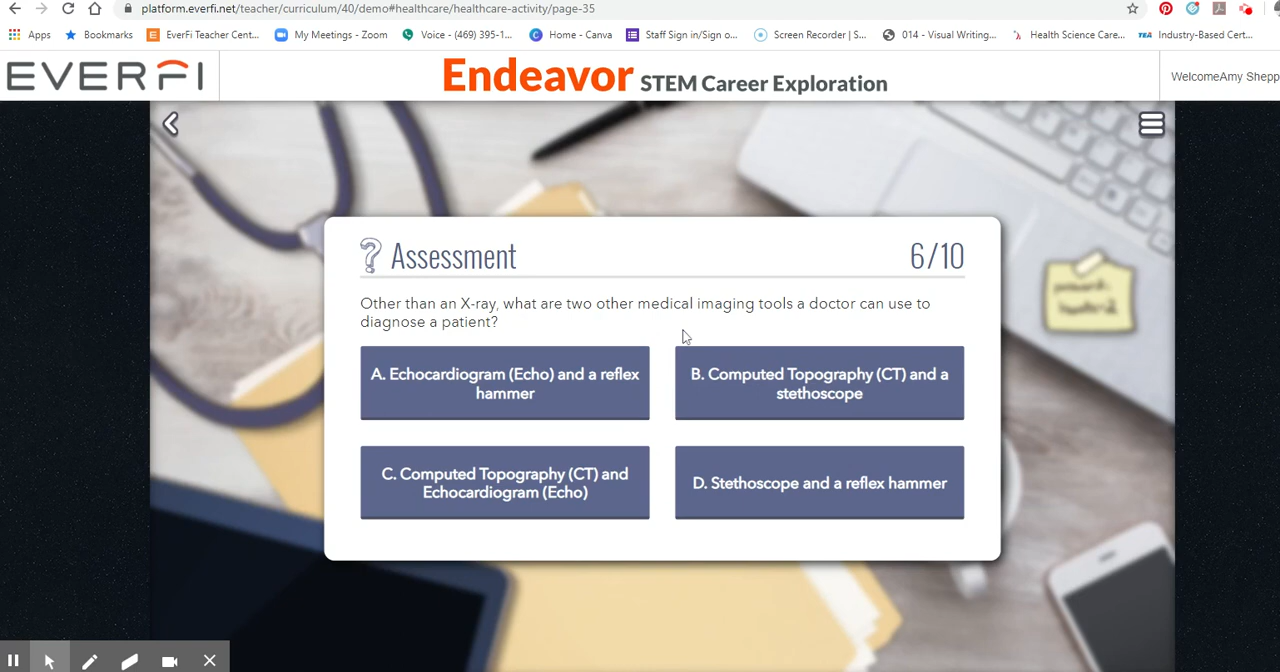 platform.everfi.net/teacher/curriculum/40/demo#healthcare/healthcare-activity/page-35
Apps Bookmarks EverFi Teacher Cent... My Meetings - Zoom Voice - (469) 395-1... Home - Canva Staff Sign in/Sign o... Screen Recorder | S... 014 - Visual Writing... Health Science Care... Industry-Based Cert...
EVERFI
Endeavor STEM Career Exploration
WelcomeAmy Shepp
? Assessment
6/10
Other than an X-ray, what are two other medical imaging tools a doctor can use to
diagnose a patient?
A. Echocardiogram (Echo) and a reflex
hammer
B. Computed Topography (CT) and a
stethoscope
C. Computed Topography (CT) and
Echocardiogram (Echo)
D. Stethoscope and a reflex hammer